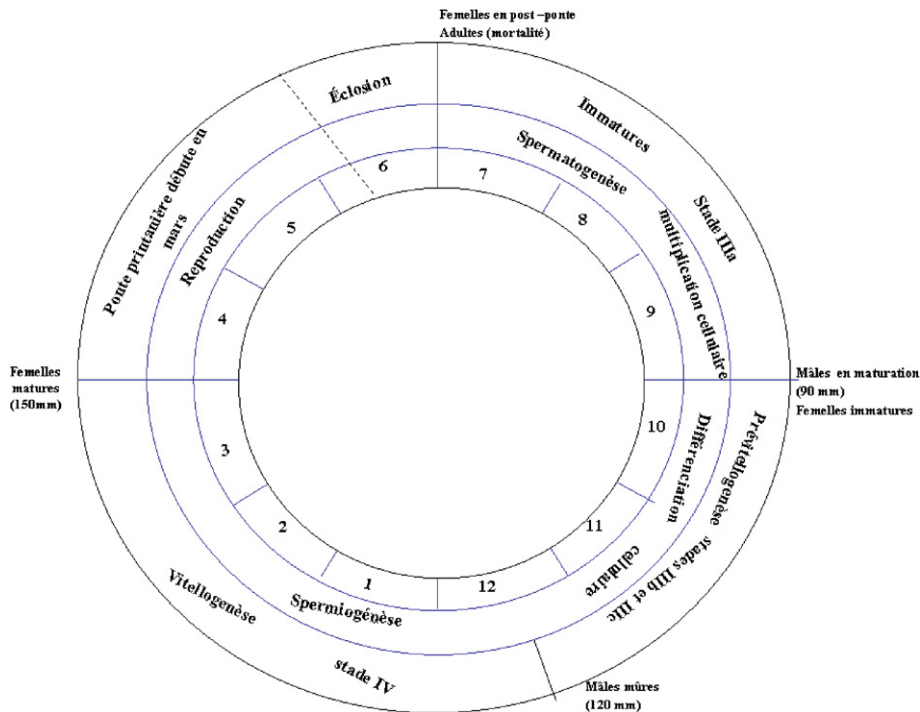 Femelles en post –ponte
Adultes (mortalité)
Éclosion
Immatures
Stade IIIa
Ponte printanière débute en
mars
Reproduction
Spermatogenèse
multiplication cellulaire
6
7
5
8
4
9
Femelles
matures
(150mm)
Mâles en maturation
(90 mm)
Femelles immatures
3
10
2
11
1
12
Différenciation
cellulaire
Prévitellogenèse
stades IIIb et IIIc
Spermiogénèse
Vitellogenèse
stade IV
Mâles mûres
(120 mm)